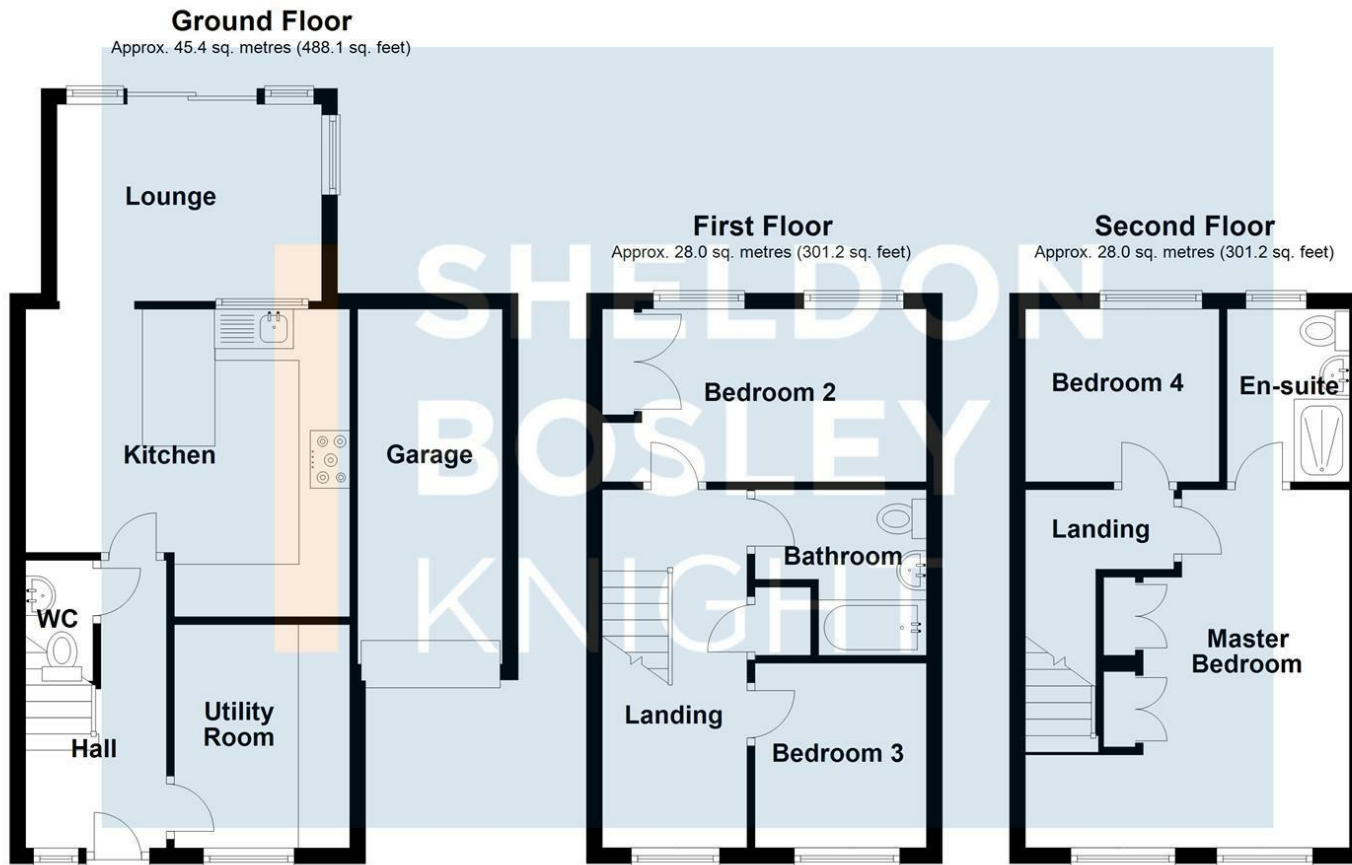 Ground Floor
Approx. 45.4 sq. metres (488.1 sq. feet)
Lounge
Kitchen
Garage
WC
Hall
Utility
Room
First Floor
Approx. 28.0 sq. metres (301.2 sq. feet)
Bedroom 2
Bathroom
Landing
Bedroom 3
Second Floor
Approx. 28.0 sq. metres (301.2 sq. feet)
Bedroom 4
En-suite
Landing
Master
Bedroom
SHELDON
BOSLEY
KNIGHT